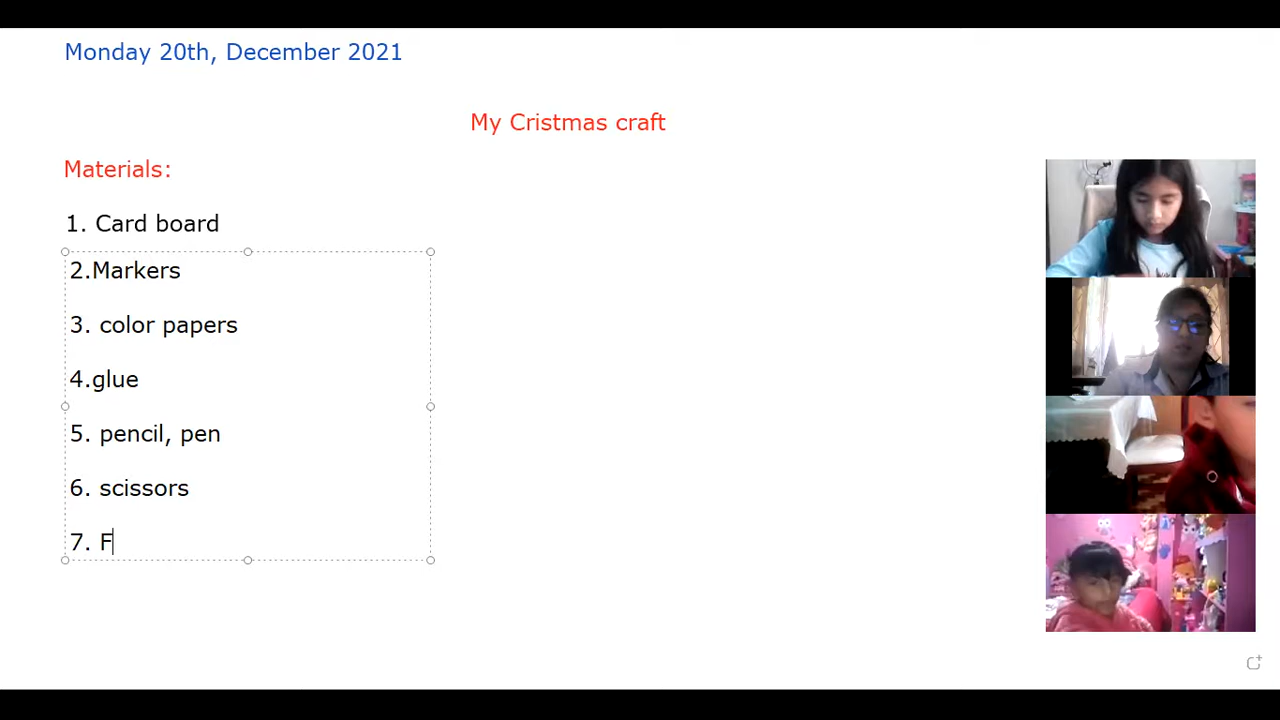 Monday 20th, December 2021
My Cristmas craft
Materials:
1. Card board
2.Markers
3. color papers
4.glue
5. pencil, pen
6. scissors
7. F